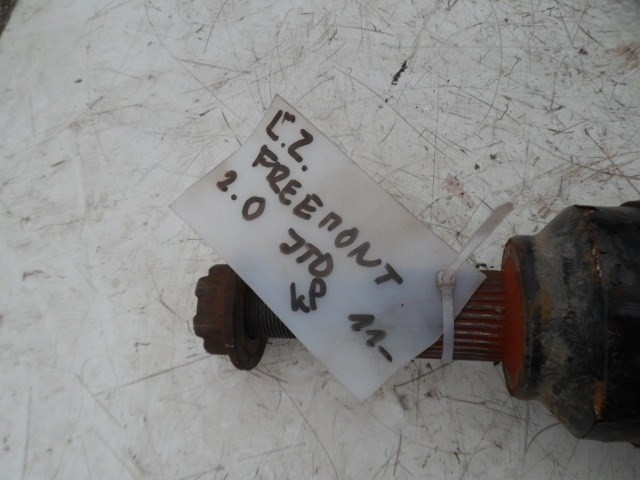 L.Z.
FREEMONT
2.0 JTD
KP 11-